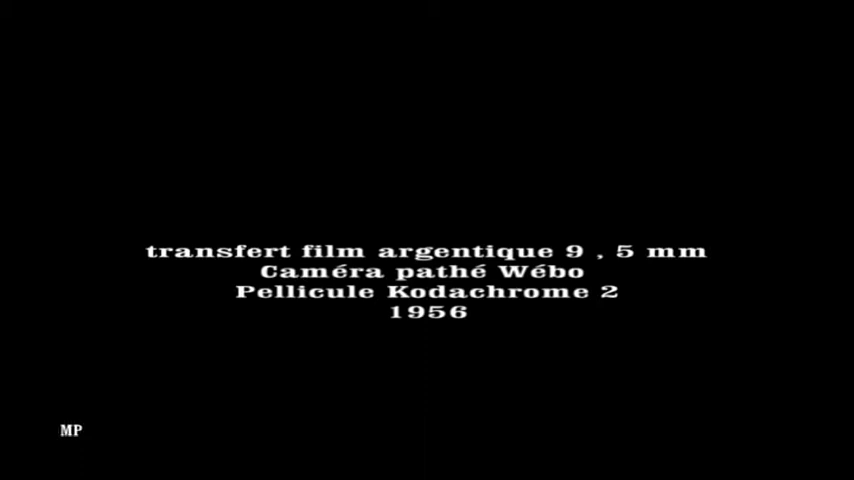 transfert film argentique 9 , 5 mm
Caméra pathé Wébo
Pellicule Kodachrome 2
1956
MP